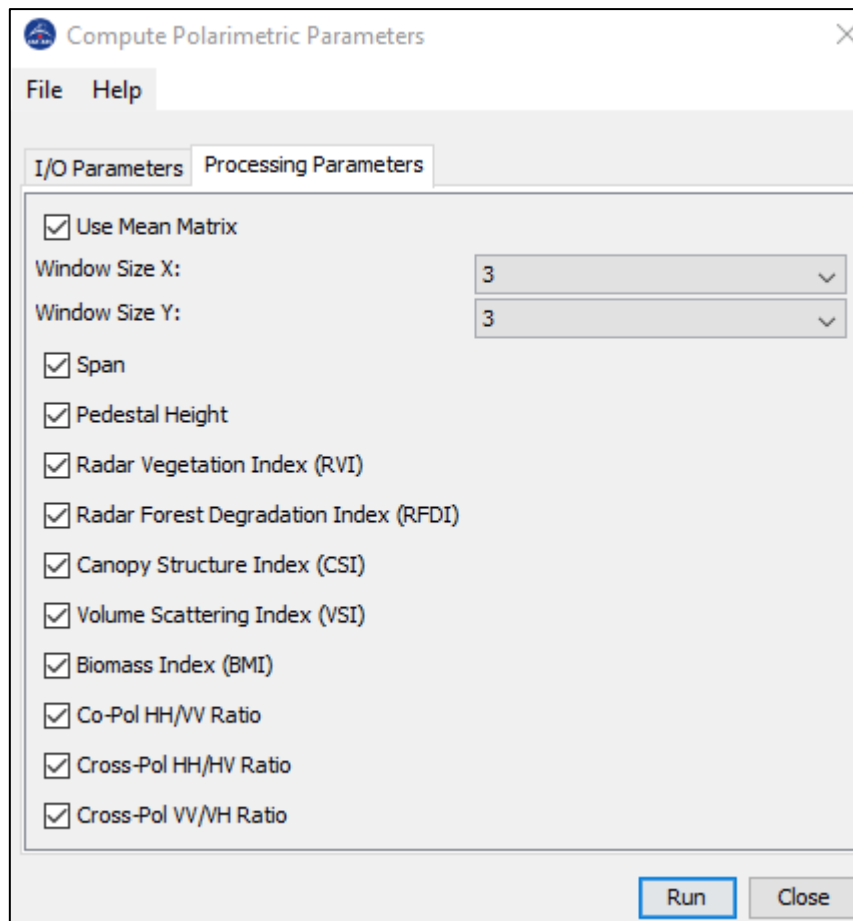 Compute Polarimetric Parameters
File Help
I/O Parameters Processing Parameters
Use Mean Matrix
Window Size X: 3
Window Size Y: 3
Span
Pedestal Height
Radar Vegetation Index (RVI)
Radar Forest Degradation Index (RFDI)
Canopy Structure Index (CSI)
Volume Scattering Index (VSI)
Biomass Index (BMI)
Co-Pol HH/VV Ratio
Cross-Pol HH/HV Ratio
Cross-Pol VV/VH Ratio
Run Close